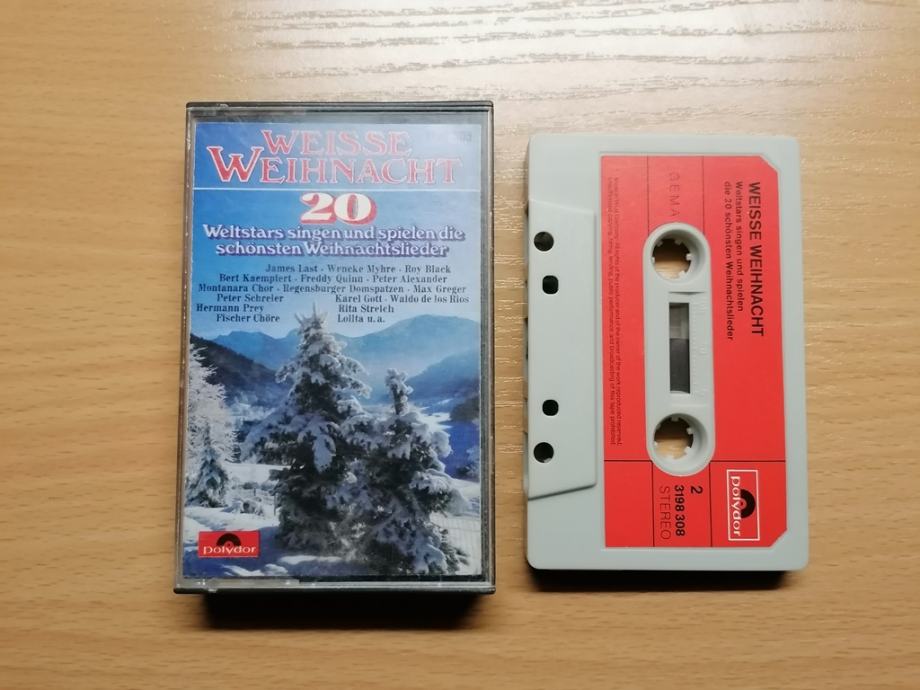 WEISSE
WEIHNACHT
20
Weltstars singen und spielen die
schönsten Weihnachtslieder
James Last · Wencke Myhre · Roy Black
Bert Kaempfert · Freddy Quinn · Peter Alexander
Montanara Chor · Regensburger Domspatzen · Max Greger
Peter Schreier Karel Gott · Waldo de los Rios
Hermann Prey Rita Streich
Fischer Chöre Lolita u.a.
polydor
WEISSE WEIHNACHT
Weltstars singen und spielen
die 20 schönsten Weihnachtslieder
GEMA
2
3198 308
STEREO
polydor